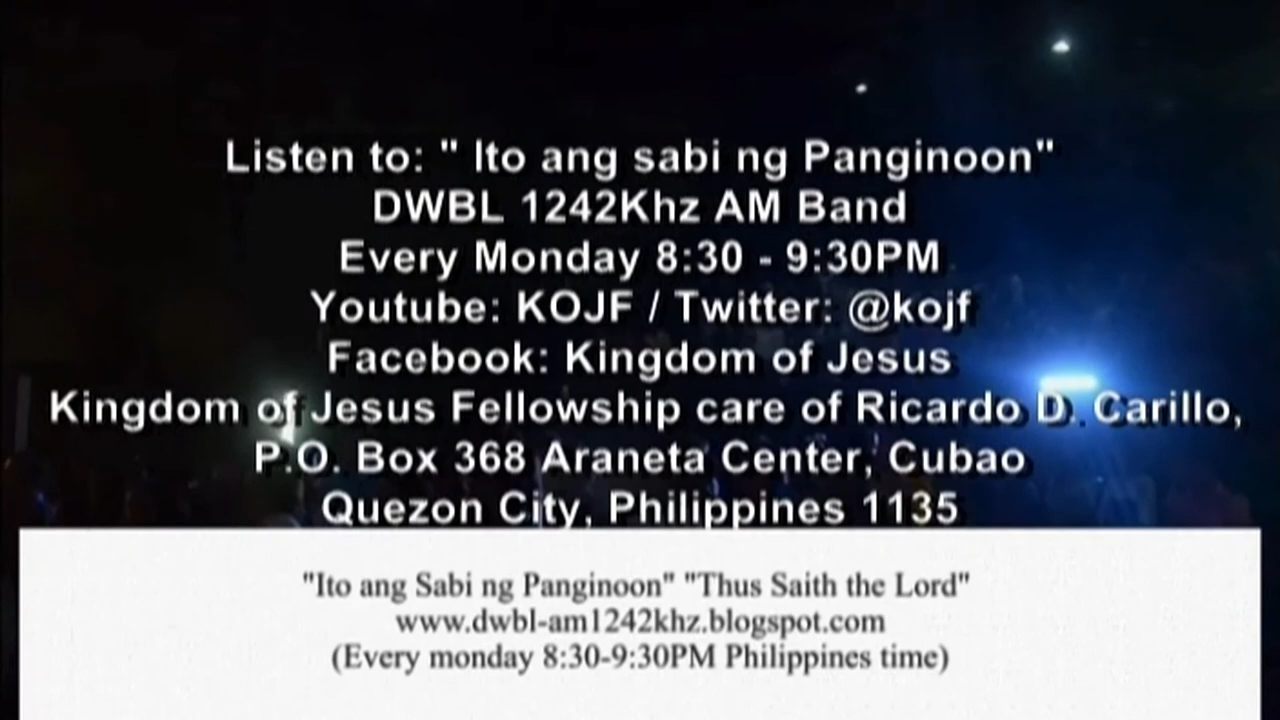 Listen to: " Ito ang sabi ng Panginoon"
DWBL 1242Khz AM Band
Every Monday 8:30 - 9:30PM
Youtube: KOJF / Twitter: @kojf
Facebook: Kingdom of Jesus
Kingdom of Jesus Fellowship care of Ricardo D. Carillo,
P.O. Box 368 Araneta Center, Cubao
Quezon City, Philippines 1135
"Ito ang Sabi ng Panginoon" "Thus Saith the Lord"
www.dwbl-am1242khz.blogspot.com
(Every monday 8:30-9:30PM Philippines time)